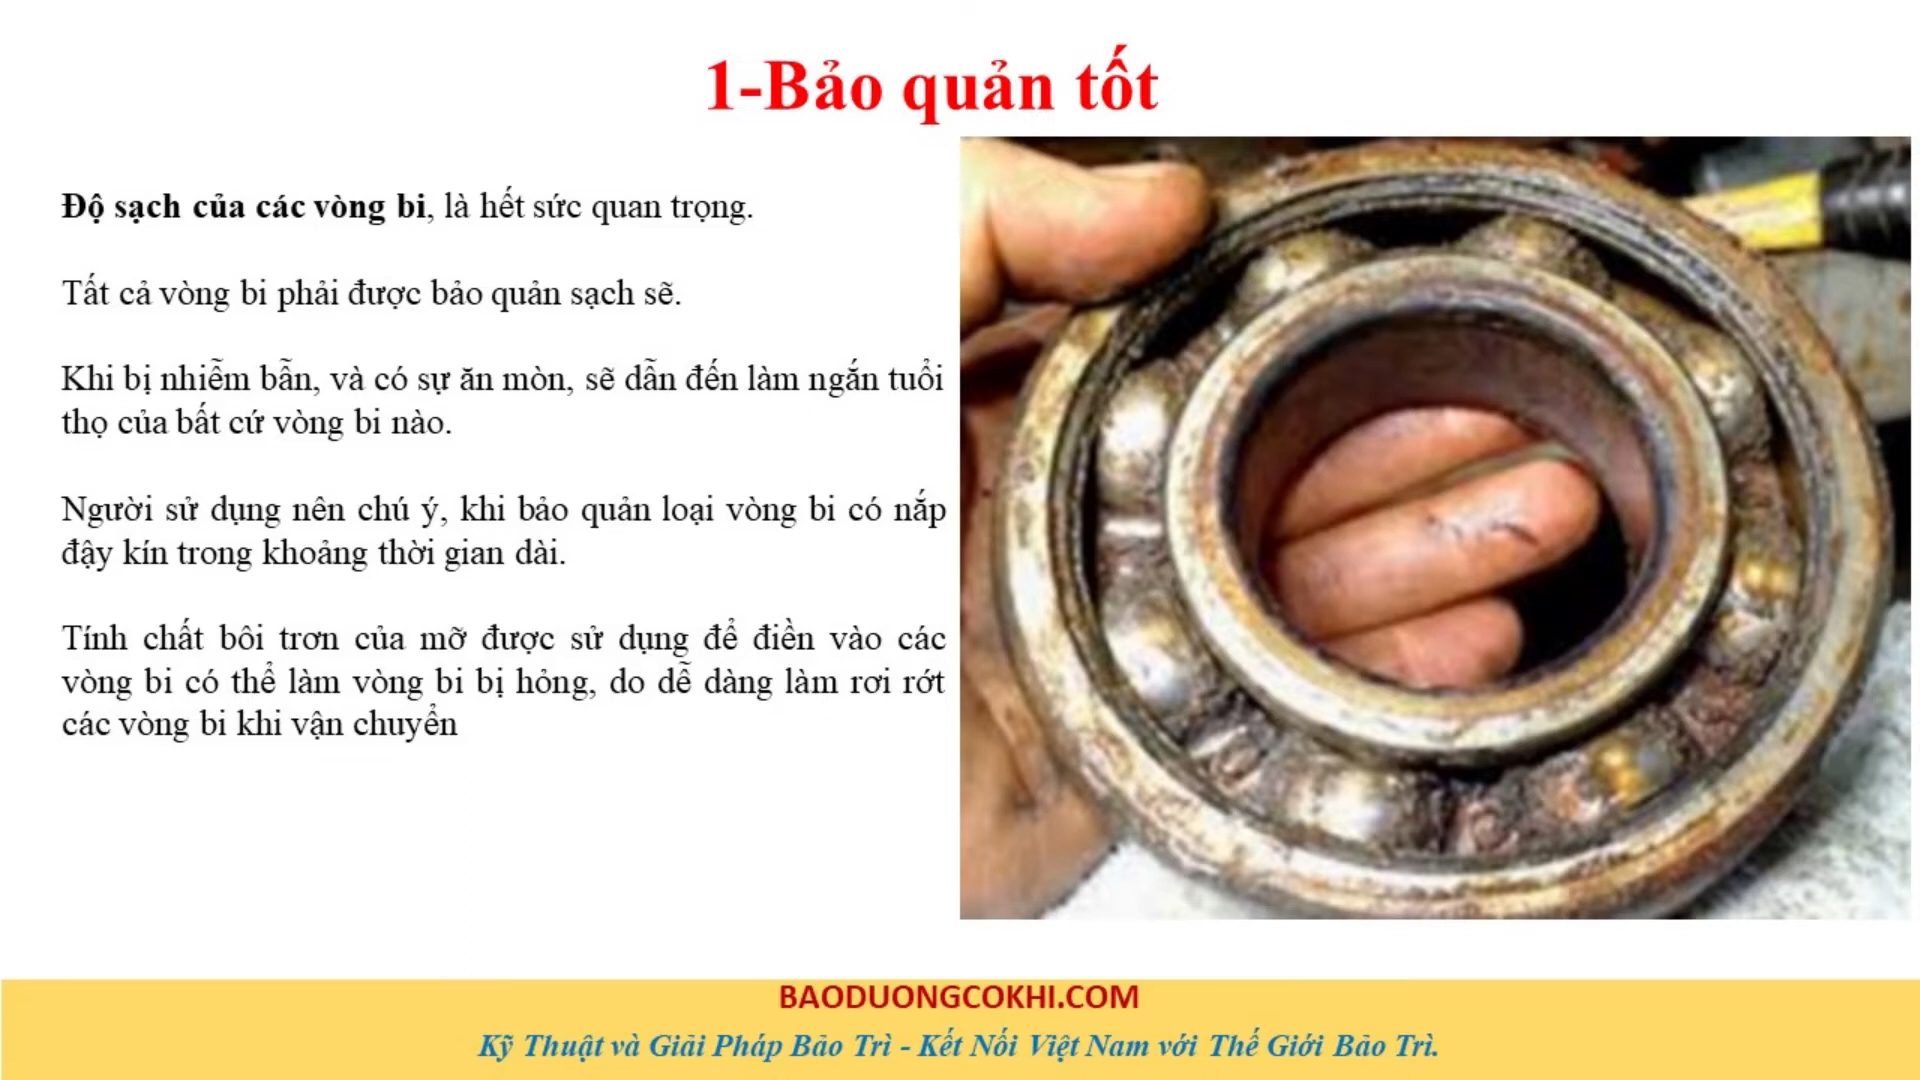 1-Bảo quản tốt
Độ sạch của các vòng bi, là hết sức quan trọng.
Tất cả vòng bi phải được bảo quản sạch sẽ.
Khi bị nhiễm bẩn, và có sự ăn mòn, sẽ dẫn đến làm ngắn tuổi
thọ của bất cứ vòng bi nào.
Người sử dụng nên chú ý, khi bảo quản loại vòng bi có nắp
đậy kín trong khoảng thời gian dài.
Tính chất bôi trơn của mỡ được sử dụng để điền vào các
vòng bi có thể làm vòng bi bị hỏng, do dễ dàng làm rơi rớt
các vòng bi khi vận chuyển
BAODUONGCOKHI.COM
Kỹ Thuật và Giải Pháp Bảo Trì - Kết Nối Việt Nam với Thế Giới Bảo Trì.